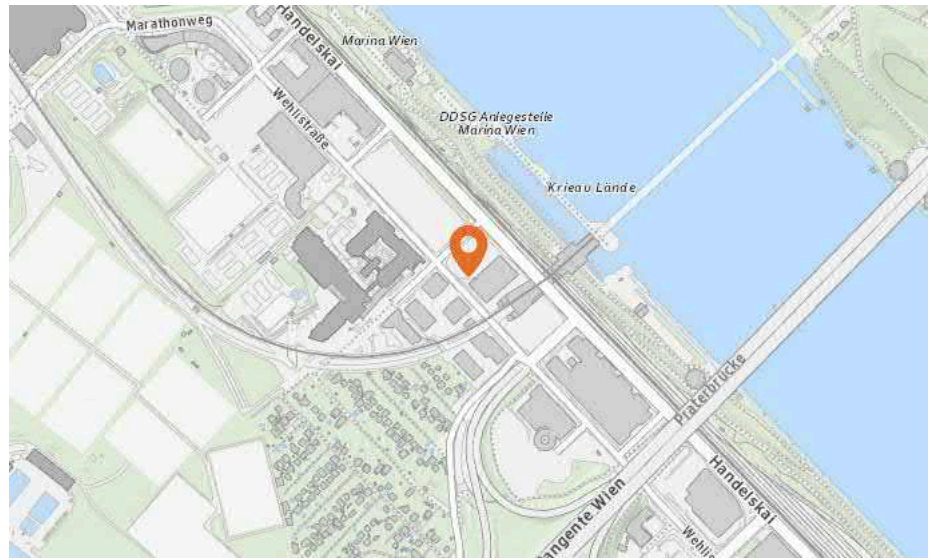 Marathonweg
Handelskai
Marina Wien
Wehlistraße
DDSG Anlegestelle
Marina Wien
Krieau Lände
Praterbrücke
Handelskai
tangente Wien